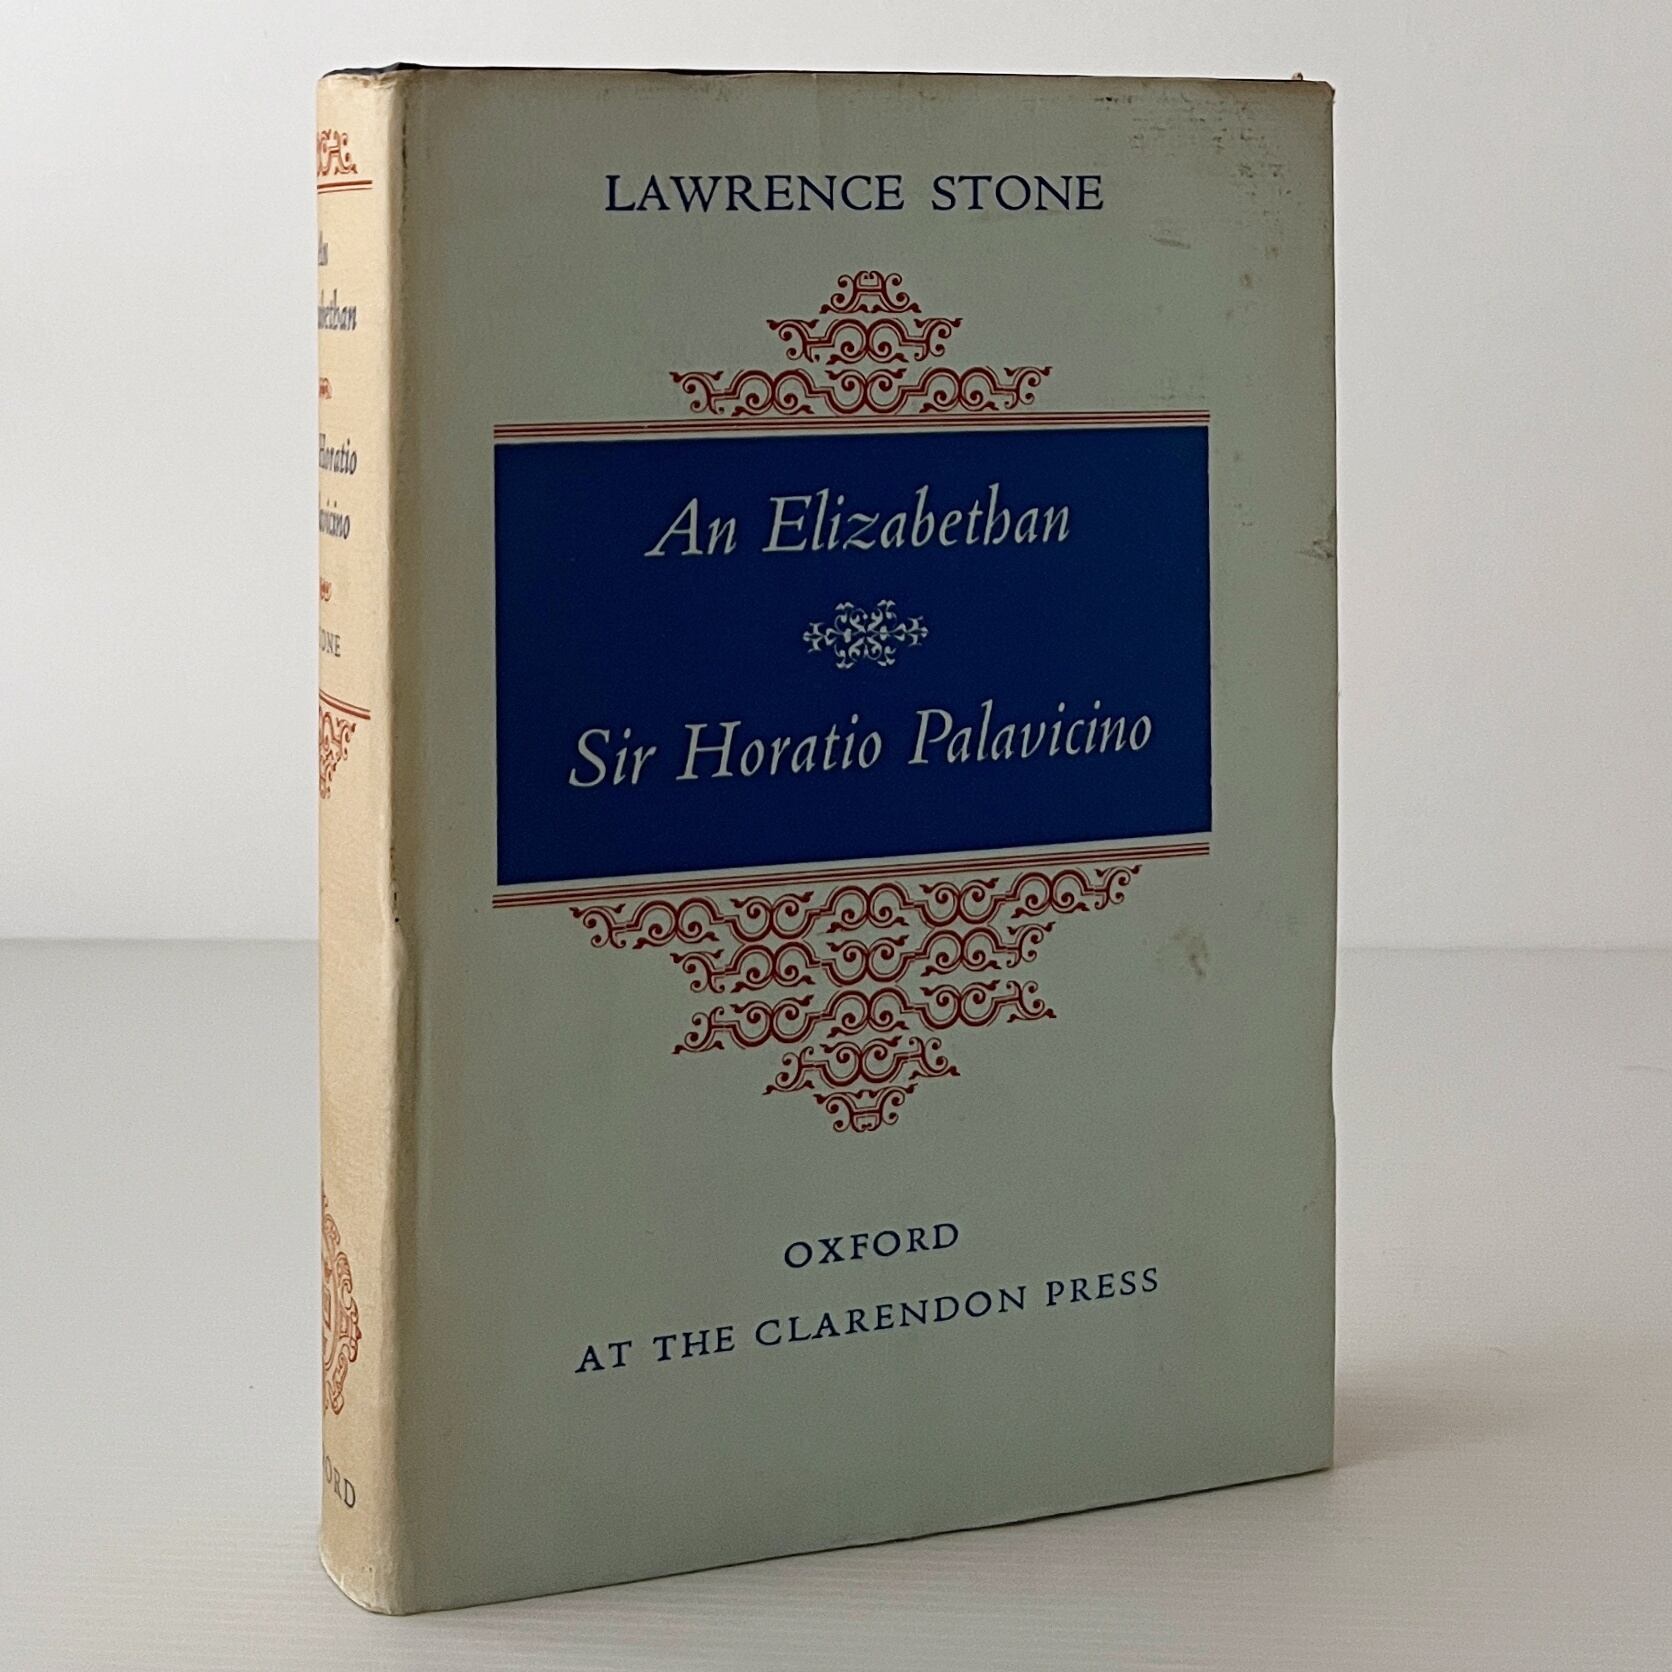 LAWRENCE STONE
An Elizabethan
Sir Horatio Palavicino
OXFORD
AT THE CLARENDON PRESS